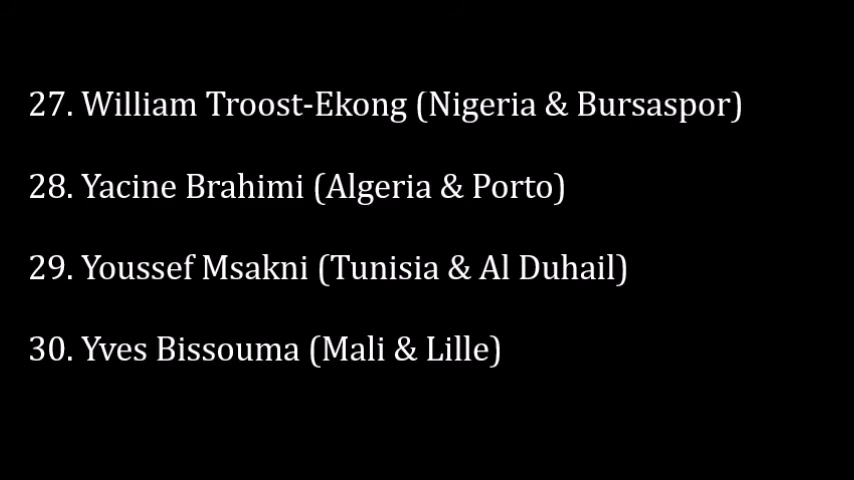 27. William Troost-Ekong (Nigeria & Bursaspor)
28. Yacine Brahimi (Algeria & Porto)
29. Youssef Msakni (Tunisia & Al Duhail)
30. Yves Bissouma (Mali & Lille)